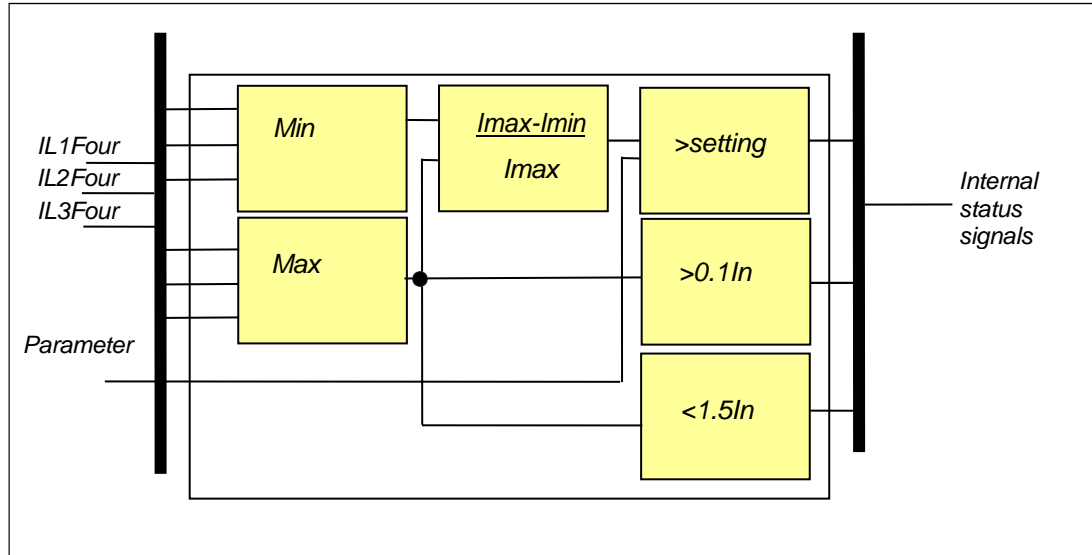 IL1Four
IL2Four
IL3Four
Parameter
Min
Max
Imax-Imin
Imax
>setting
>0.1In
<1.5In
Internal
status
signals